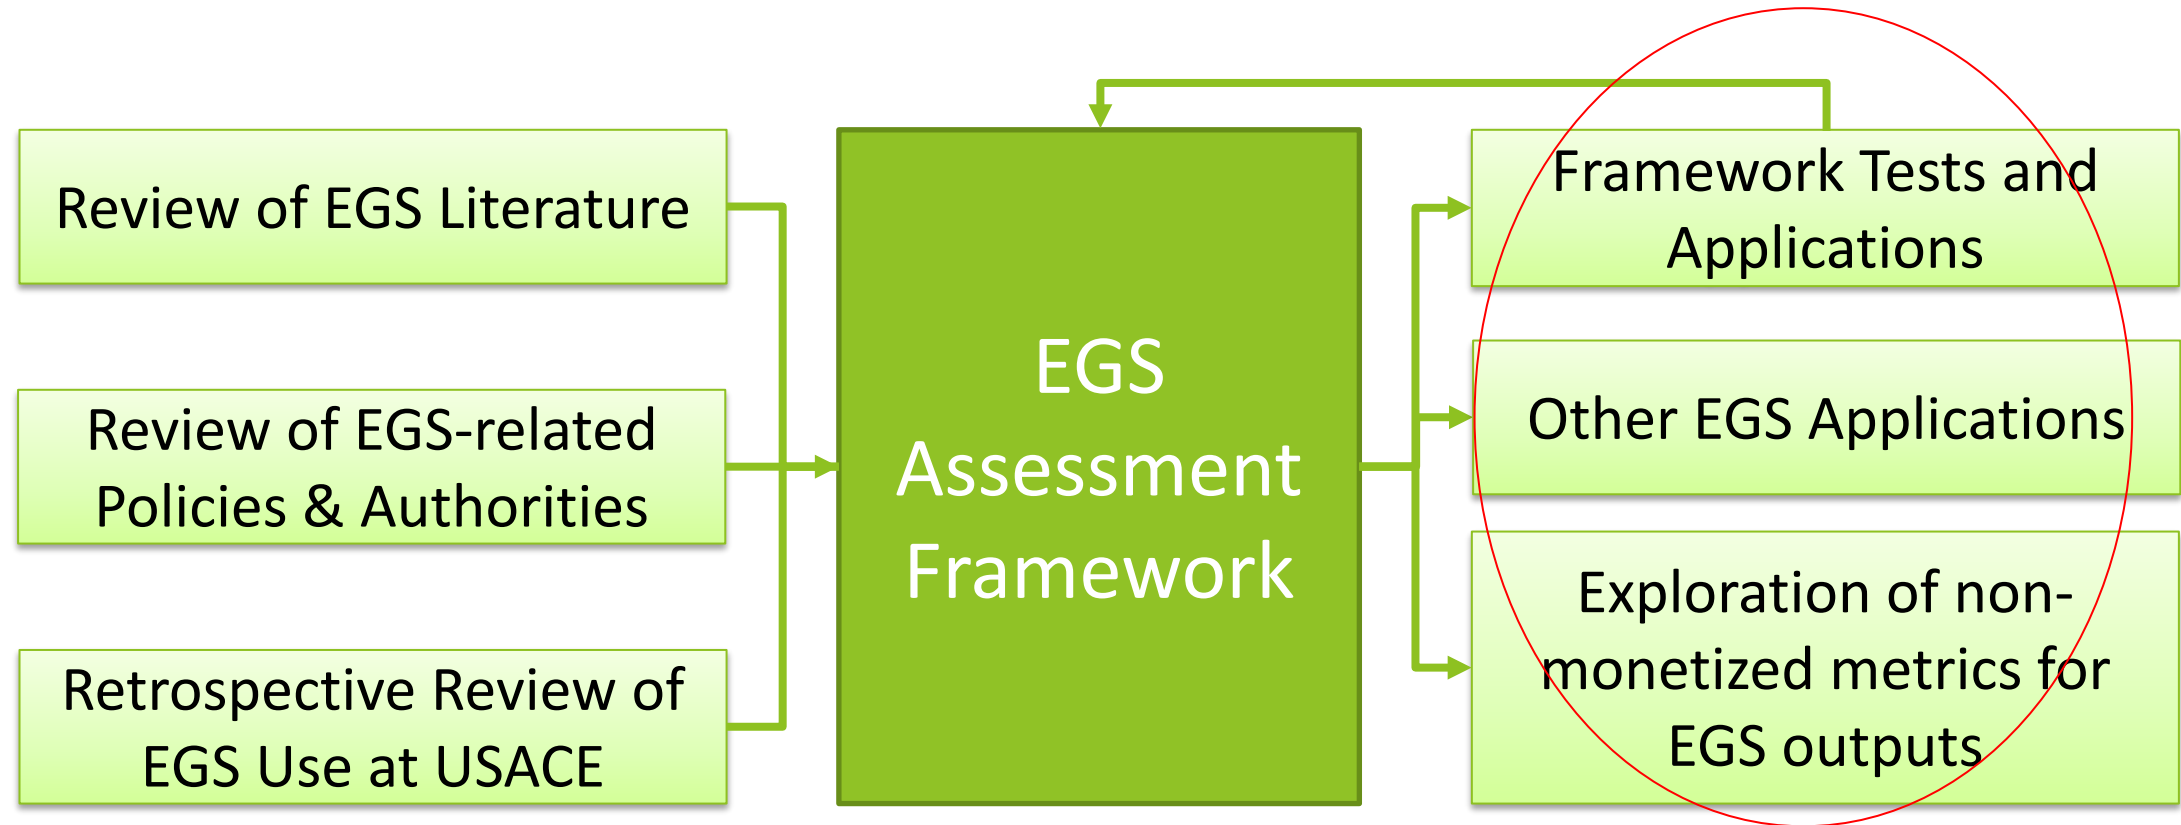 Review of EGS Literature
Review of EGS-related
Policies & Authorities
Retrospective Review of
EGS Use at USACE
EGS
Assessment
Framework
Framework Tests and
Applications
Other EGS Applications
Exploration of non-
monetized metrics for
EGS outputs